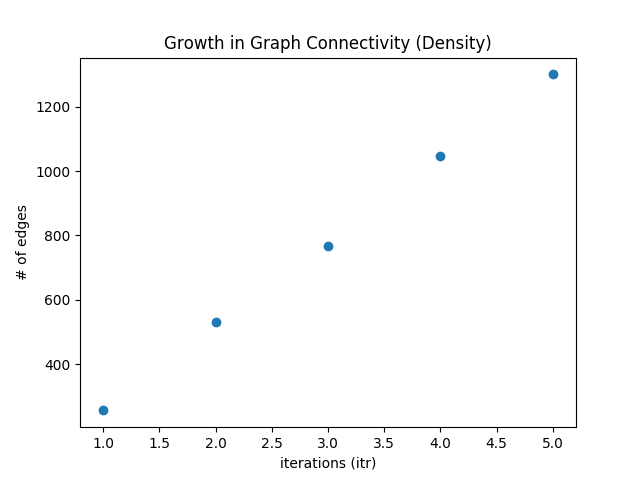 Growth in Graph Connectivity (Density)
1200
1000
800
600
400
# of edges
1.0 1.5 2.0 2.5 3.0 3.5 4.0 4.5 5.0
iterations (itr)